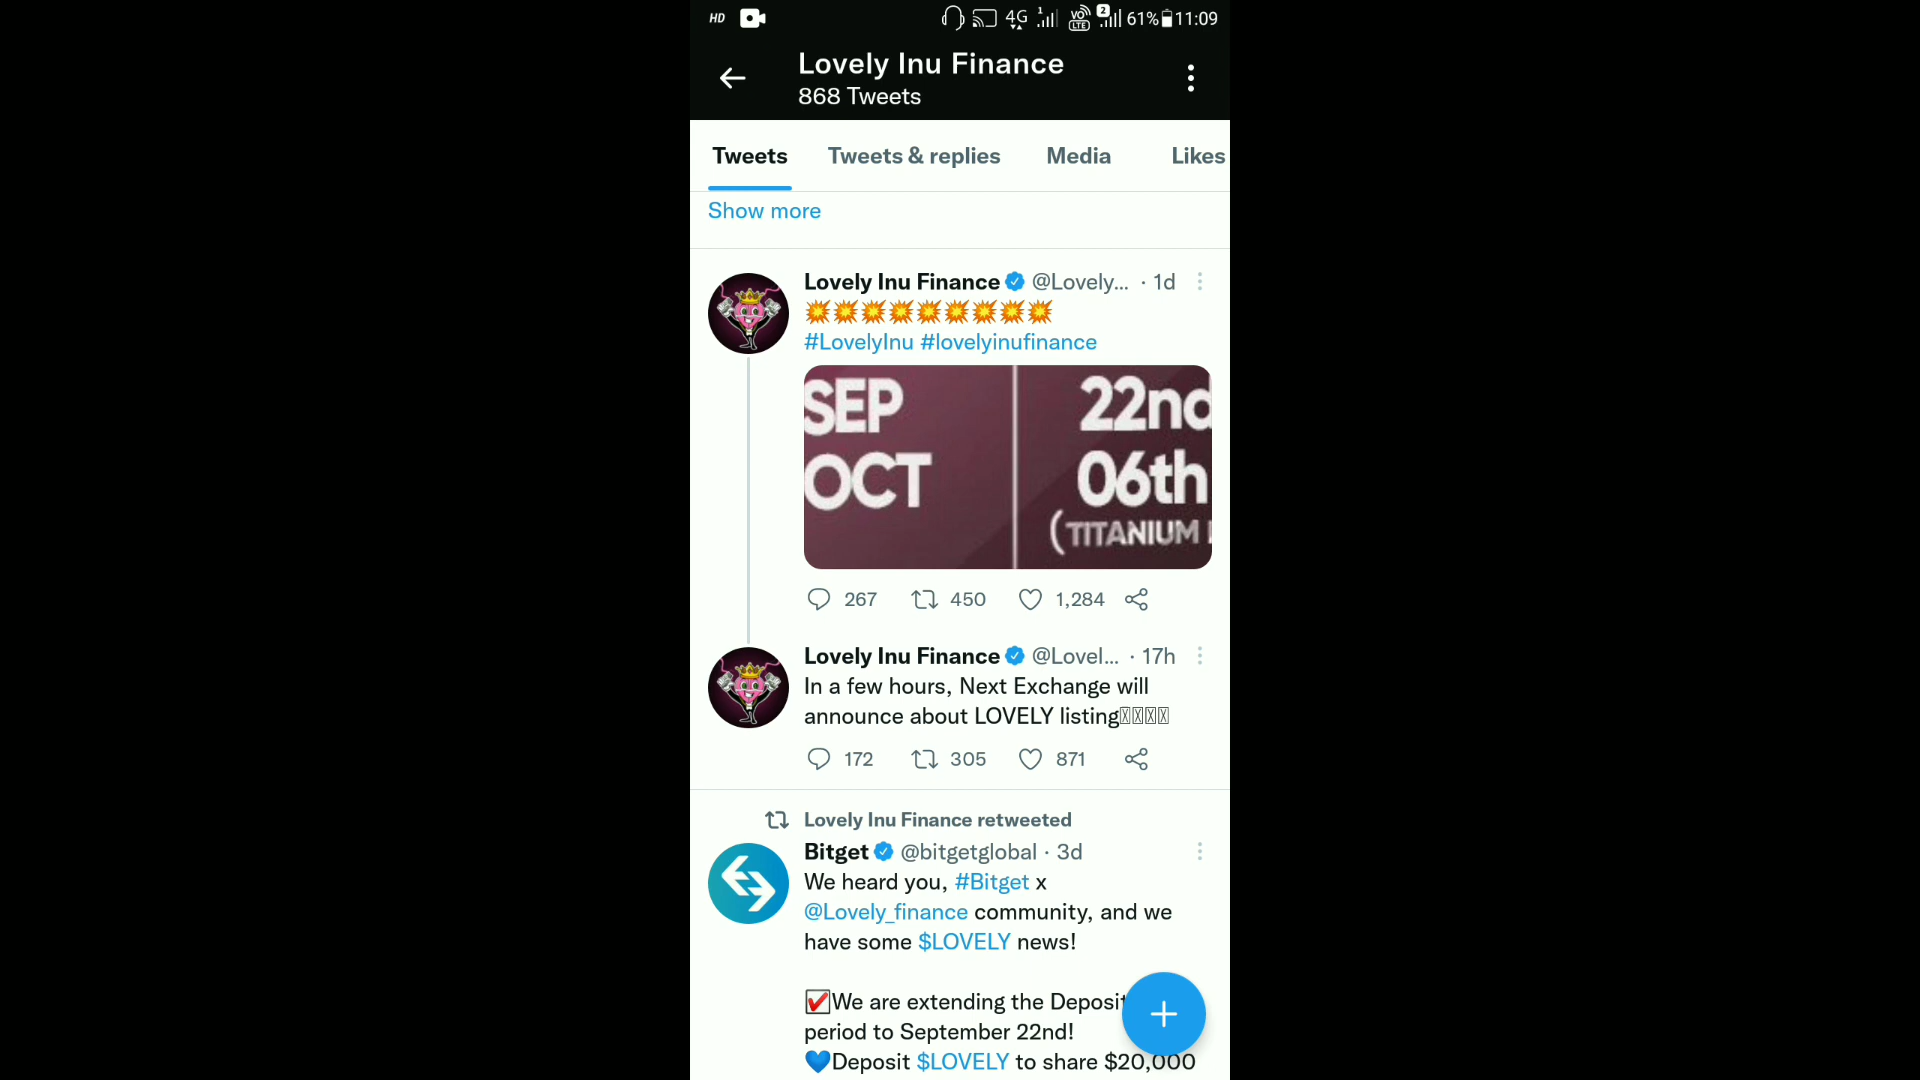 HD 4G 1 VO LTE 2 61% 11:09
Lovely Inu Finance
868 Tweets
Tweets Tweets & replies Media Likes
Show more
Lovely Inu Finance @Lovely... · 1d
💥💥💥💥💥💥💥💥💥
#LovelyInu #lovelyinufinance
SEP 22nd
OCT 06th
(TITANIUM
267 450 1,284
Lovely Inu Finance @Lovel... · 17h
In a few hours, Next Exchange will
announce about LOVELY listing
172 305 871
Lovely Inu Finance retweeted
Bitget @bitgetglobal · 3d
We heard you, #Bitget x
@Lovely_finance community, and we
have some $LOVELY news!
We are extending the Deposit
period to September 22nd!
💙Deposit $LOVELY to share $20,000